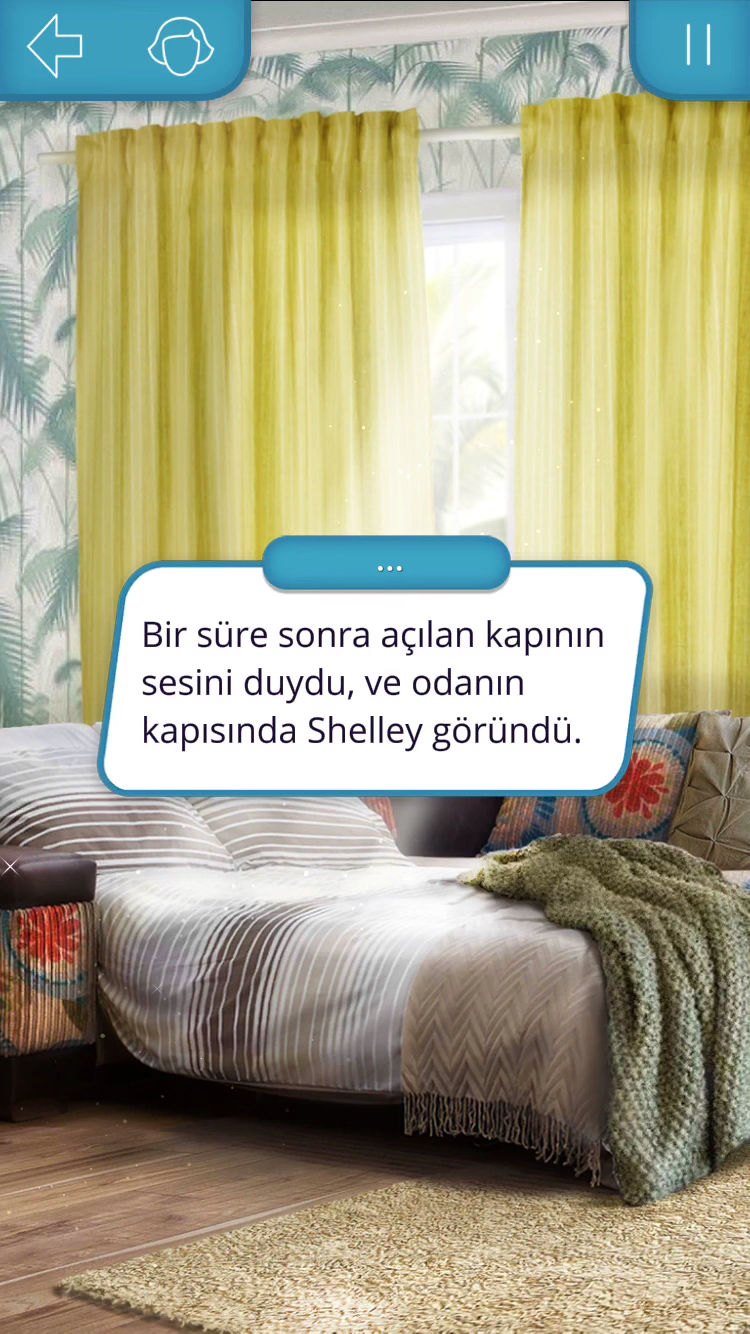 ...
Bir süre sonra açılan kapının
sesini duydu, ve odanın
kapısında Shelley göründü.